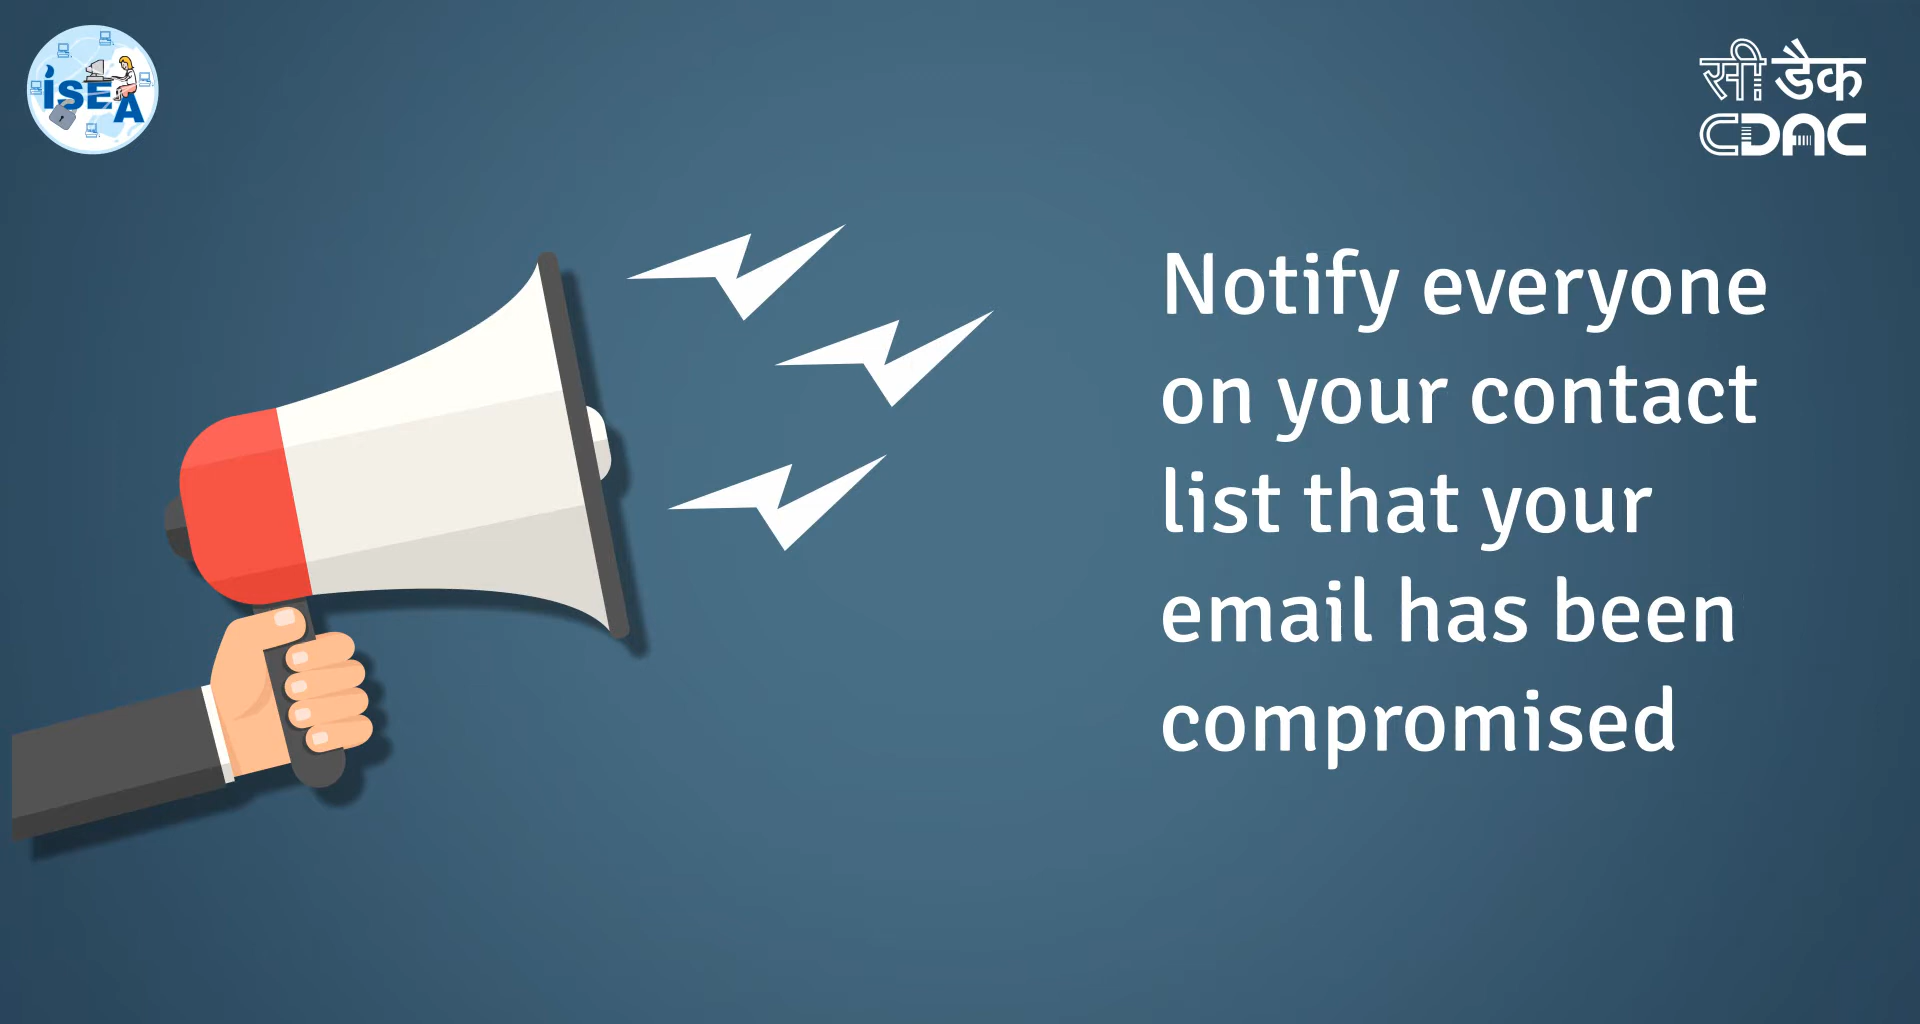 iSEA
सी डैक
CDAC
Notify everyone
on your contact
list that your
email has been
compromised